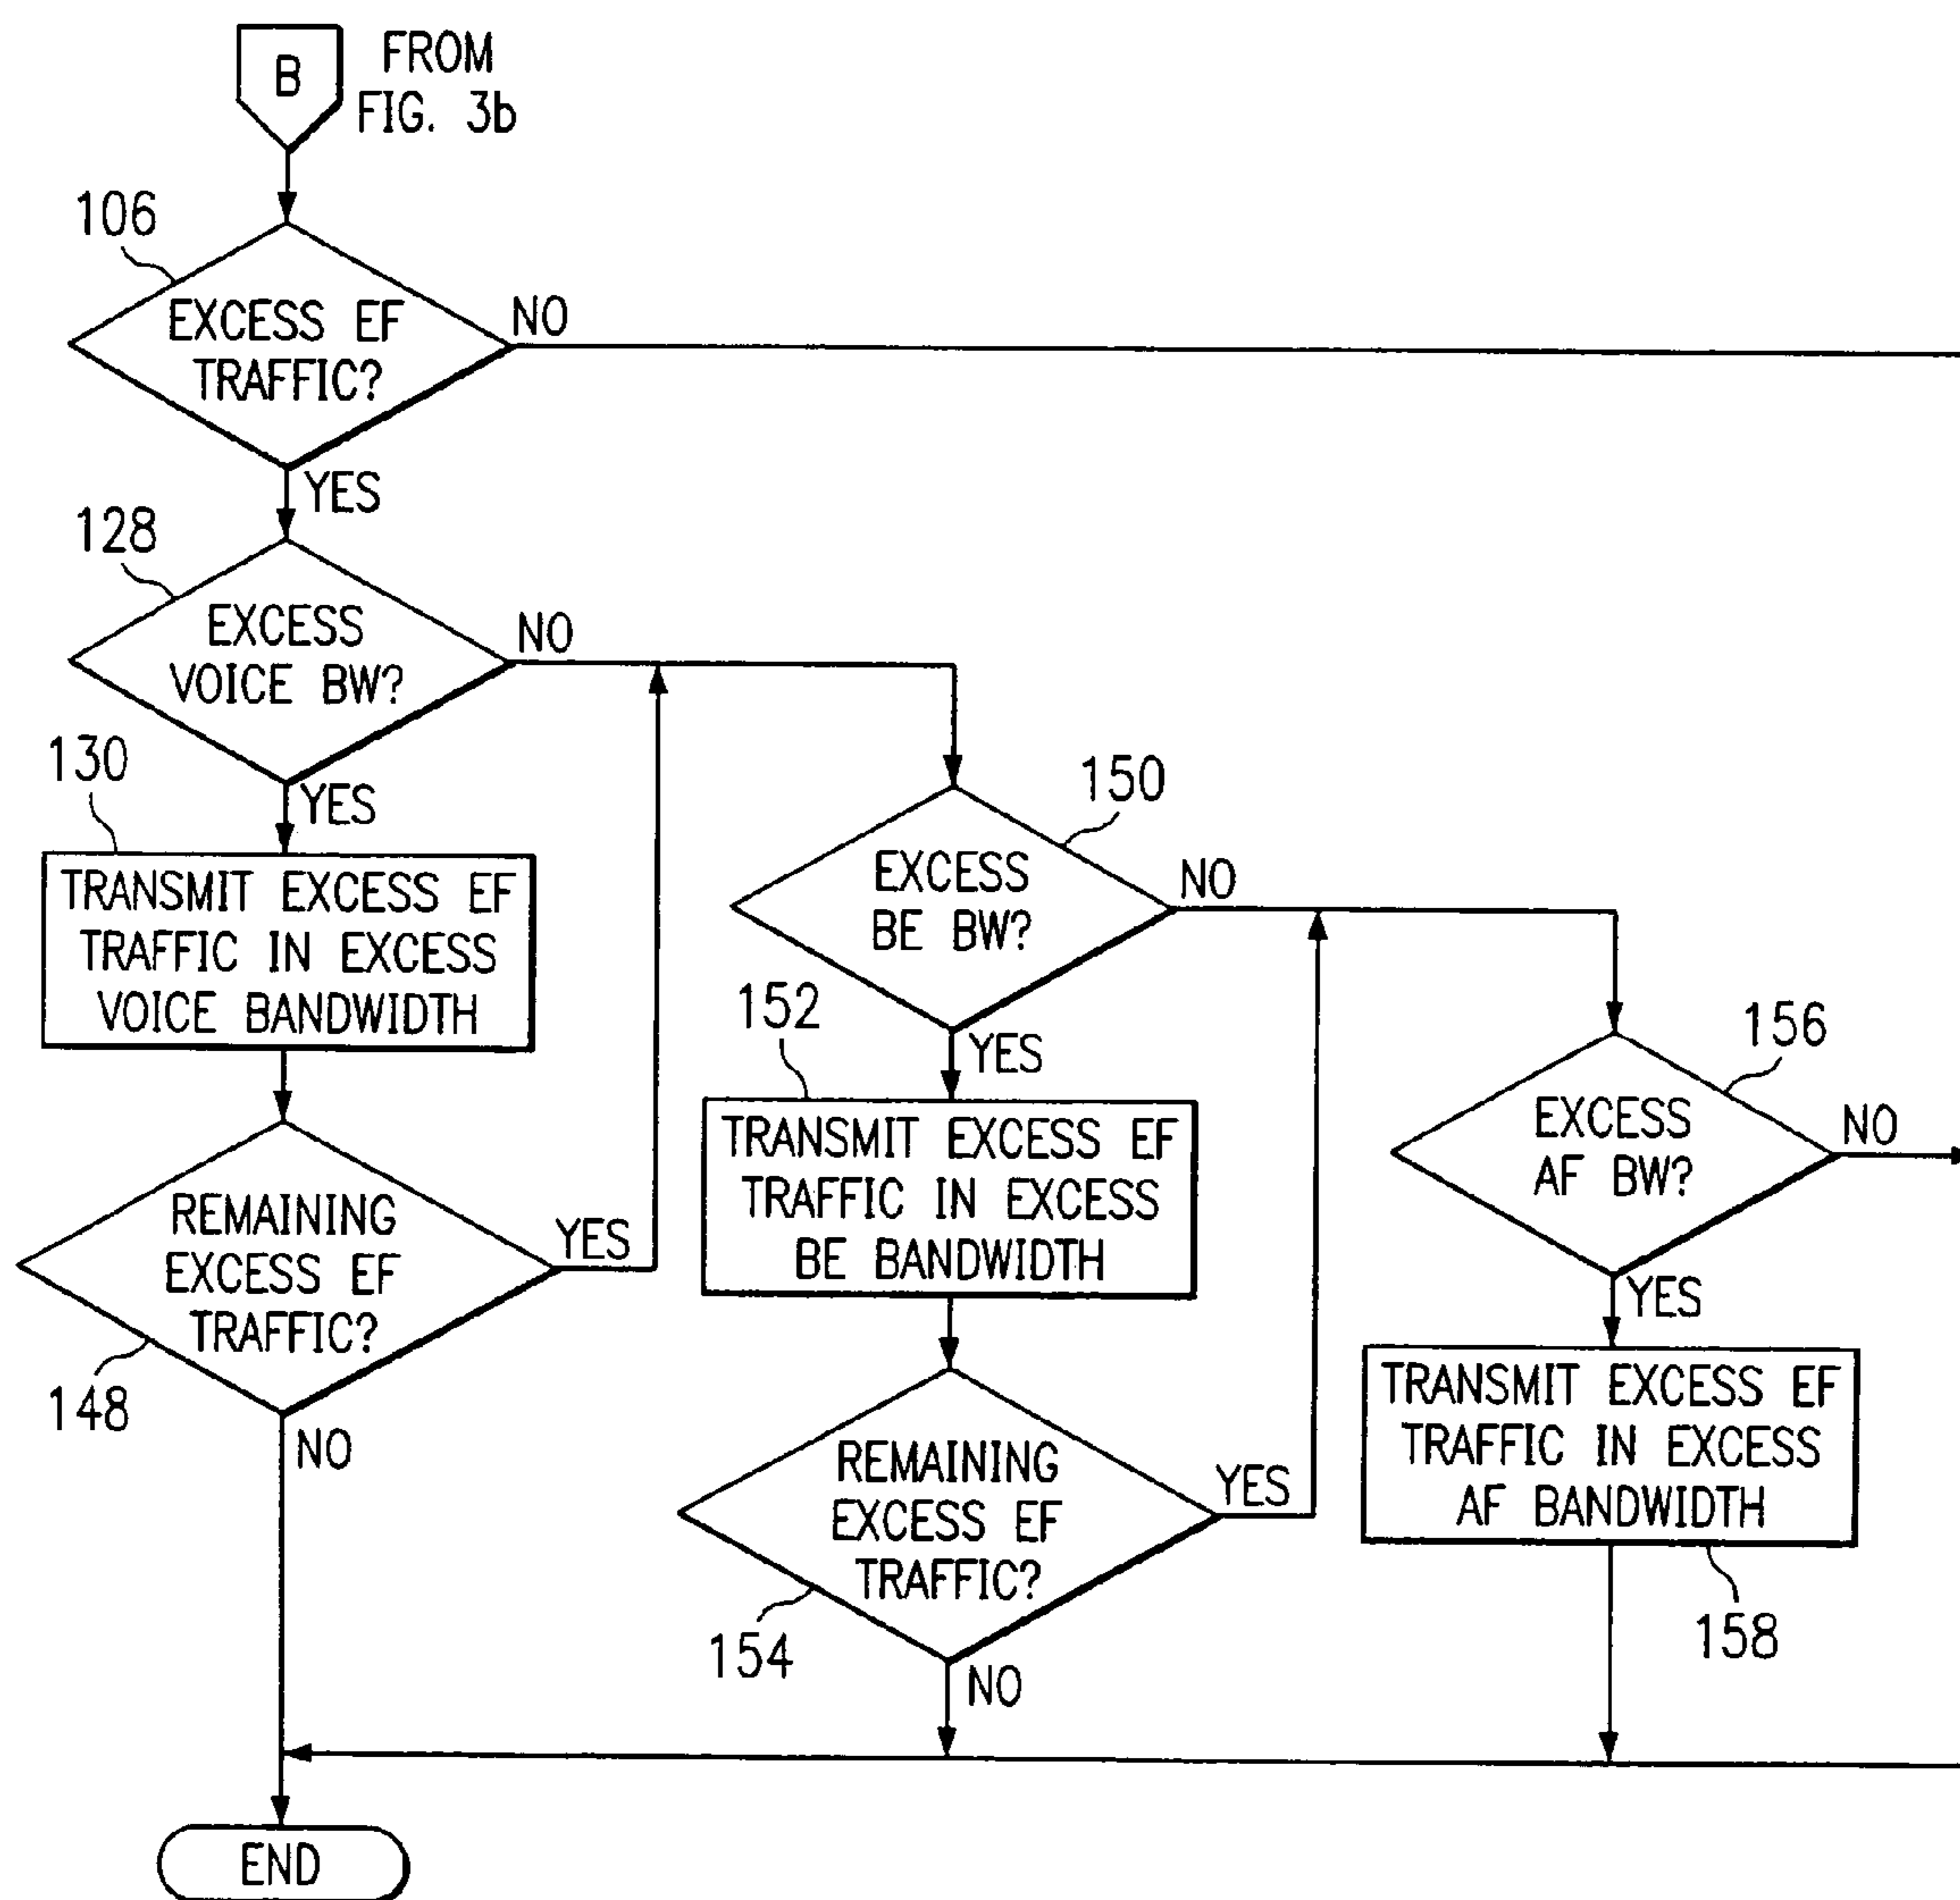 B
FROM
FIG. 3b
106
EXCESS EF
TRAFFIC?
NO
YES
128
EXCESS
VOICE BW?
NO
YES
130
TRANSMIT EXCESS EF
TRAFFIC IN EXCESS
VOICE BANDWIDTH
REMAINING
EXCESS EF
TRAFFIC?
YES
148
NO
150
EXCESS
BE BW?
NO
152
YES
TRANSMIT EXCESS EF
TRAFFIC IN EXCESS
BE BANDWIDTH
REMAINING
EXCESS EF
TRAFFIC?
YES
154
NO
156
EXCESS
AF BW?
NO
YES
TRANSMIT EXCESS EF
TRAFFIC IN EXCESS
AF BANDWIDTH
158
END